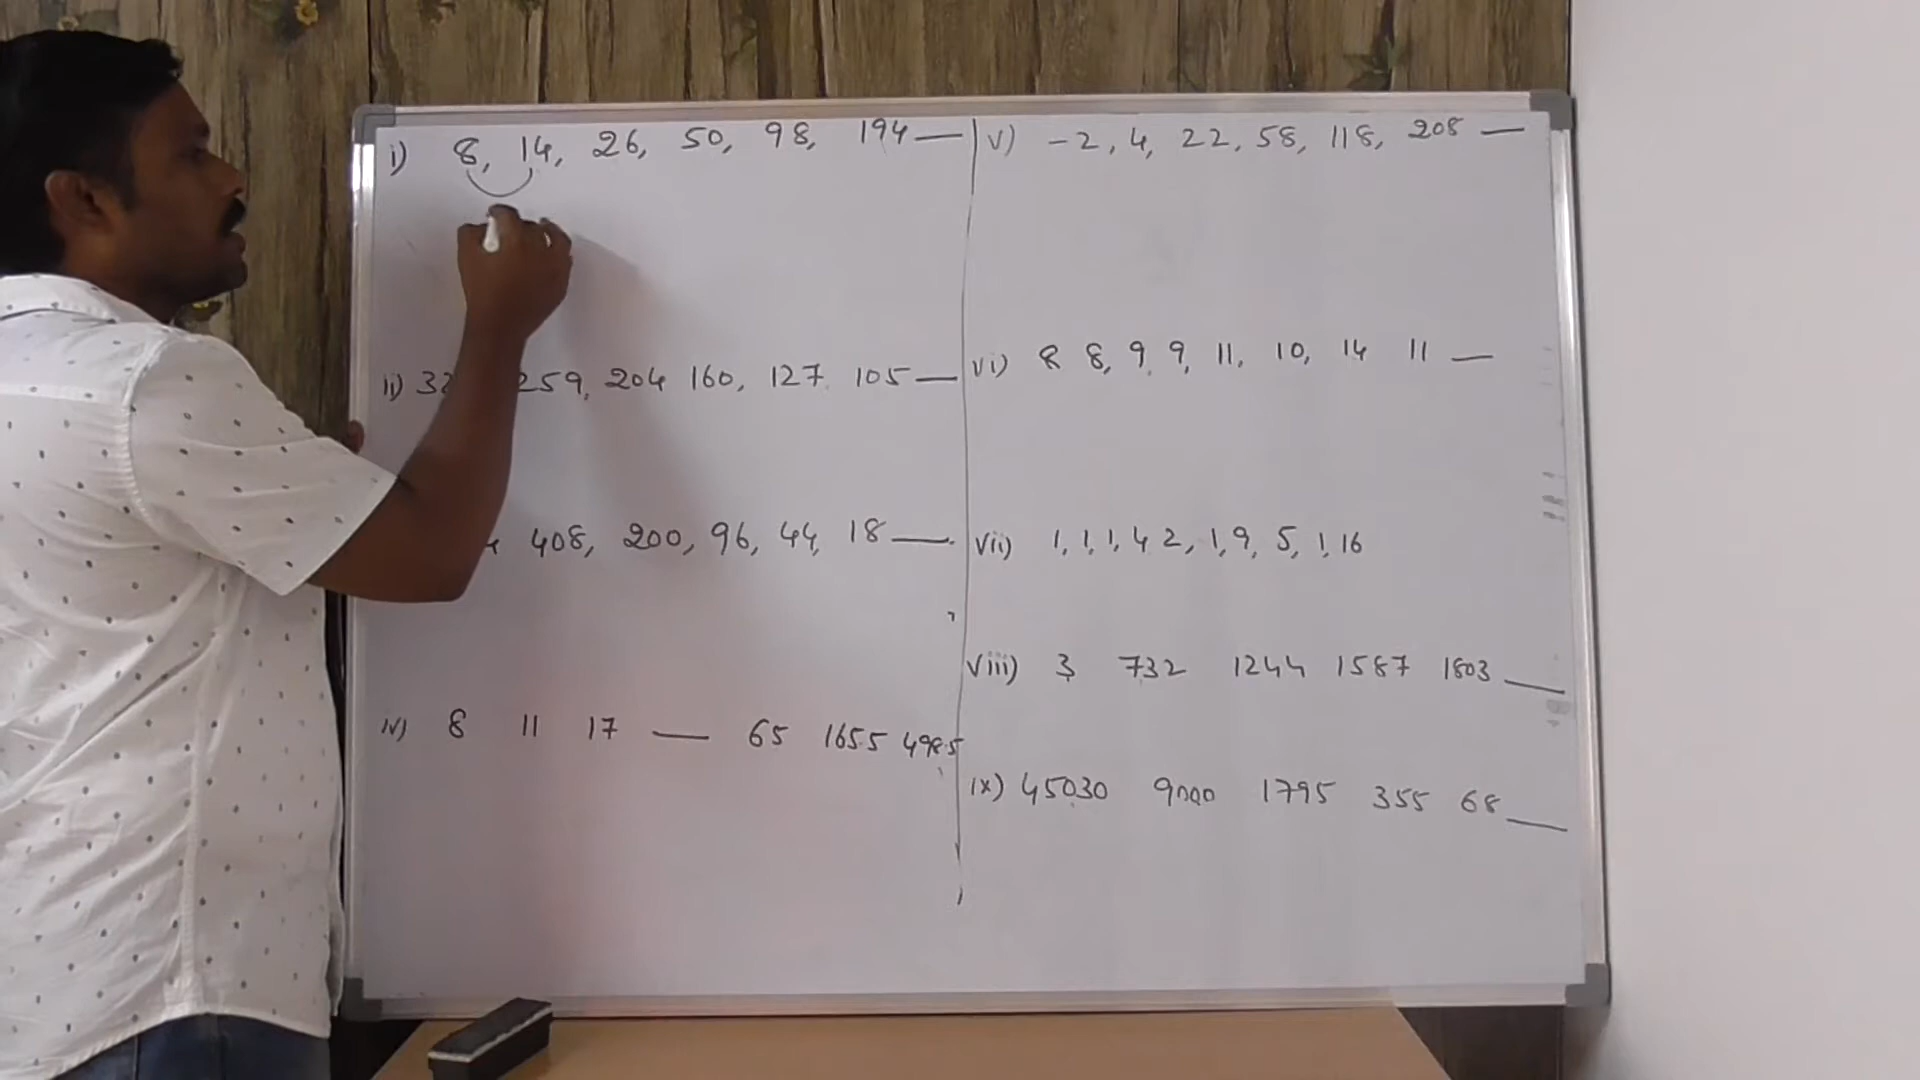 i) 8, 14, 26, 50, 98, 194 —
ii) 32 259, 204 160, 127 105 —
408, 200, 96, 44, 18 —
iv) 8 11 17 — 65 1655 4985
v) -2, 4, 22, 58, 118, 208 —
vi) 8 8, 9, 9, 11, 10, 14 11 —
vii) 1, 1, 1, 4 2, 1, 9, 5, 1, 16
viii) 3 732 1244 1587 1803 —
ix) 45030 9000 1795 355 68 —